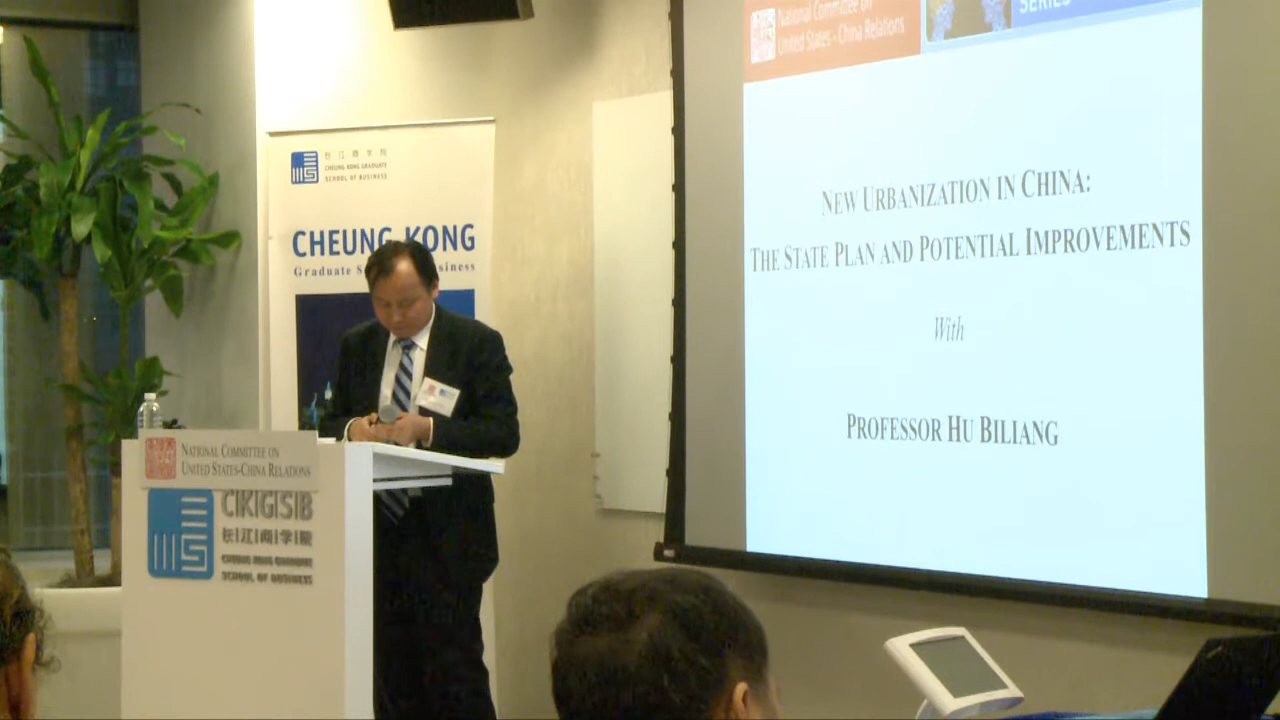 National Committee on
United States - China Relations
SERIES
NEW URBANIZATION IN CHINA:
THE STATE PLAN AND POTENTIAL IMPROVEMENTS
With
PROFESSOR HU BILIANG
长江商学院
CHEUNG KONG GRADUATE
SCHOOL OF BUSINESS
CHEUNG KONG
Graduate S iness
NATIONAL COMMITTEE ON
UNITED STATES-CHINA RELATIONS
CKGSB
长江商学院
CHEUNG KONG GRADUATE
SCHOOL OF BUSINESS